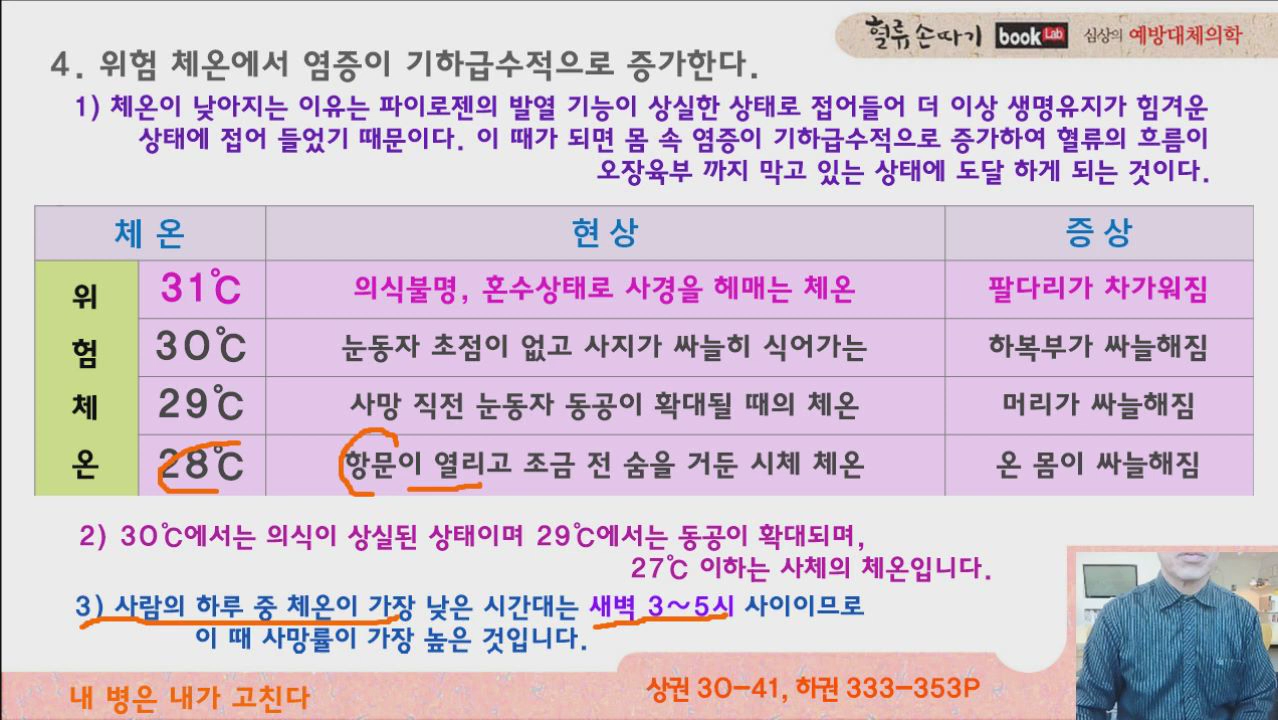 혈류 손따기 book Lab 심상의 예방대체의학
4. 위험 체온에서 염증이 기하급수적으로 증가한다.
1) 체온이 낮아지는 이유는 파이로젠의 발열 기능이 상실한 상태로 접어들어 더 이상 생명유지가 힘겨운
상태에 접어 들었기 때문이다. 이 때가 되면 몸 속 염증이 기하급수적으로 증가하여 혈류의 흐름이
오장육부 까지 막고 있는 상태에 도달 하게 되는 것이다.
체 온 현 상 증 상
위 험 체 온
31℃ 의식불명, 혼수상태로 사경을 헤매는 체온 팔다리가 차가워짐
30℃ 눈동자 초점이 없고 사지가 싸늘히 식어가는 하복부가 싸늘해짐
29℃ 사망 직전 눈동자 동공이 확대될 때의 체온 머리가 싸늘해짐
28℃ 항문이 열리고 조금 전 숨을 거둔 시체 체온 온 몸이 싸늘해짐
2) 30℃에서는 의식이 상실된 상태이며 29℃에서는 동공이 확대되며,
27℃ 이하는 사체의 체온입니다.
3) 사람의 하루 중 체온이 가장 낮은 시간대는 새벽 3~5시 사이이므로
이 때 사망률이 가장 높은 것입니다.
내 병은 내가 고친다
상권 30-41, 하권 333-353P